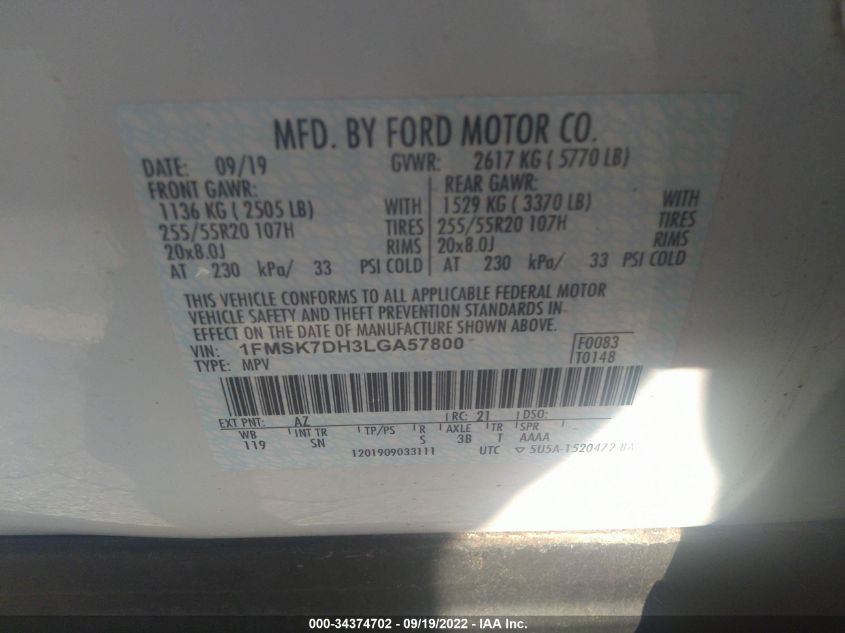 MFD. BY FORD MOTOR CO.
DATE: 09/19 GVWR: 2617 KG ( 5770 LB)
FRONT GAWR: REAR GAWR:
1136 KG ( 2505 LB) WITH 1529 KG ( 3370 LB) WITH
255/55R20 107H TIRES 255/55R20 107H TIRES
20x8.0J RIMS 20x8.0J RIMS
AT 230 kPa/ 33 PSI COLD AT 230 kPa/ 33 PSI COLD
THIS VEHICLE CONFORMS TO ALL APPLICABLE FEDERAL MOTOR
VEHICLE SAFETY AND THEFT PREVENTION STANDARDS IN
EFFECT ON THE DATE OF MANUFACTURE SHOWN ABOVE.
VIN: 1FMSK7DH3LGA57800 F0083
TYPE: MPV T0148
EXT PNT: AZ RC: 21 DSO:
WB INT TR TP/PS R AXLE TR SPR
119 SN S 3B T AAAA
1201909033111 UTC ▽ 5U5A-1520472-BA
000-34374702 - 09/19/2022 - IAA Inc.